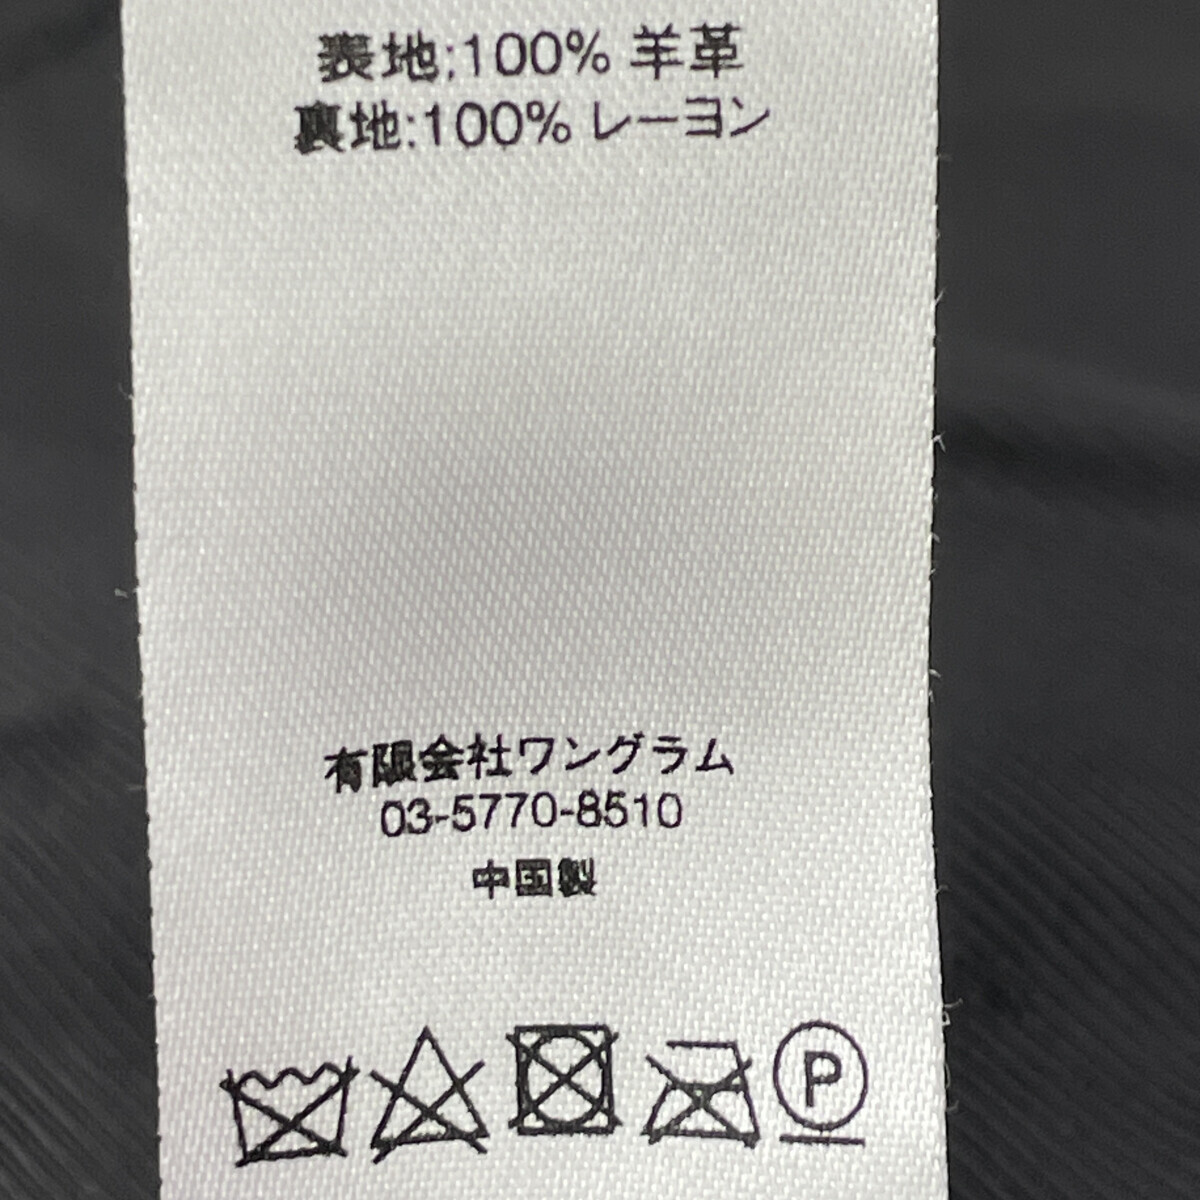 表地:100% 羊革
裏地:100% レーヨン
有限会社ワングラム
03-5770-8510
中国製
P